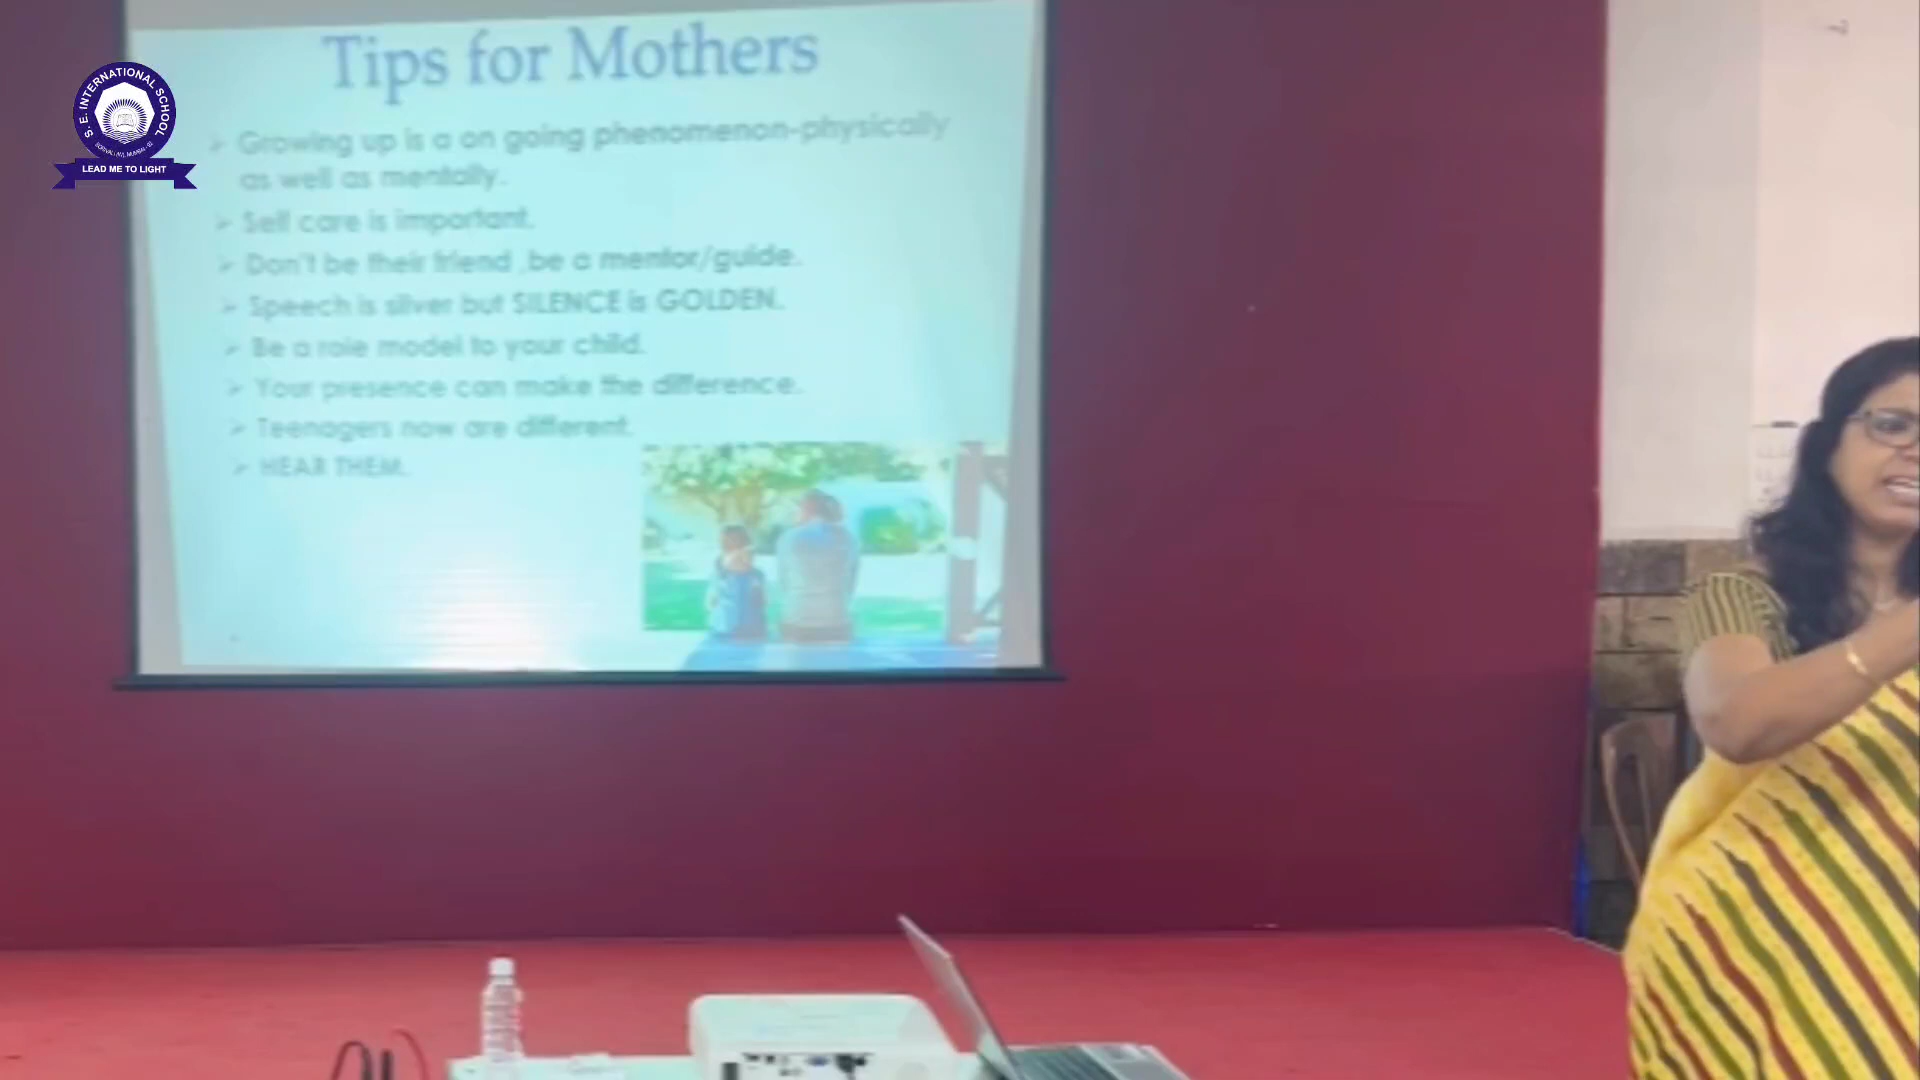 Tips for Mothers
S. E. INTERNATIONAL SCHOOL
LEAD ME TO LIGHT
Growing up is a on going phenomenon-physically
as well as mentally.
Self care is important.
Don't be their friend ,be a mentor/guide.
Speech is silver but SILENCE is GOLDEN.
Be a role model to your child.
Your presence can make the difference.
Teenagers now are different.
HEAR THEM.